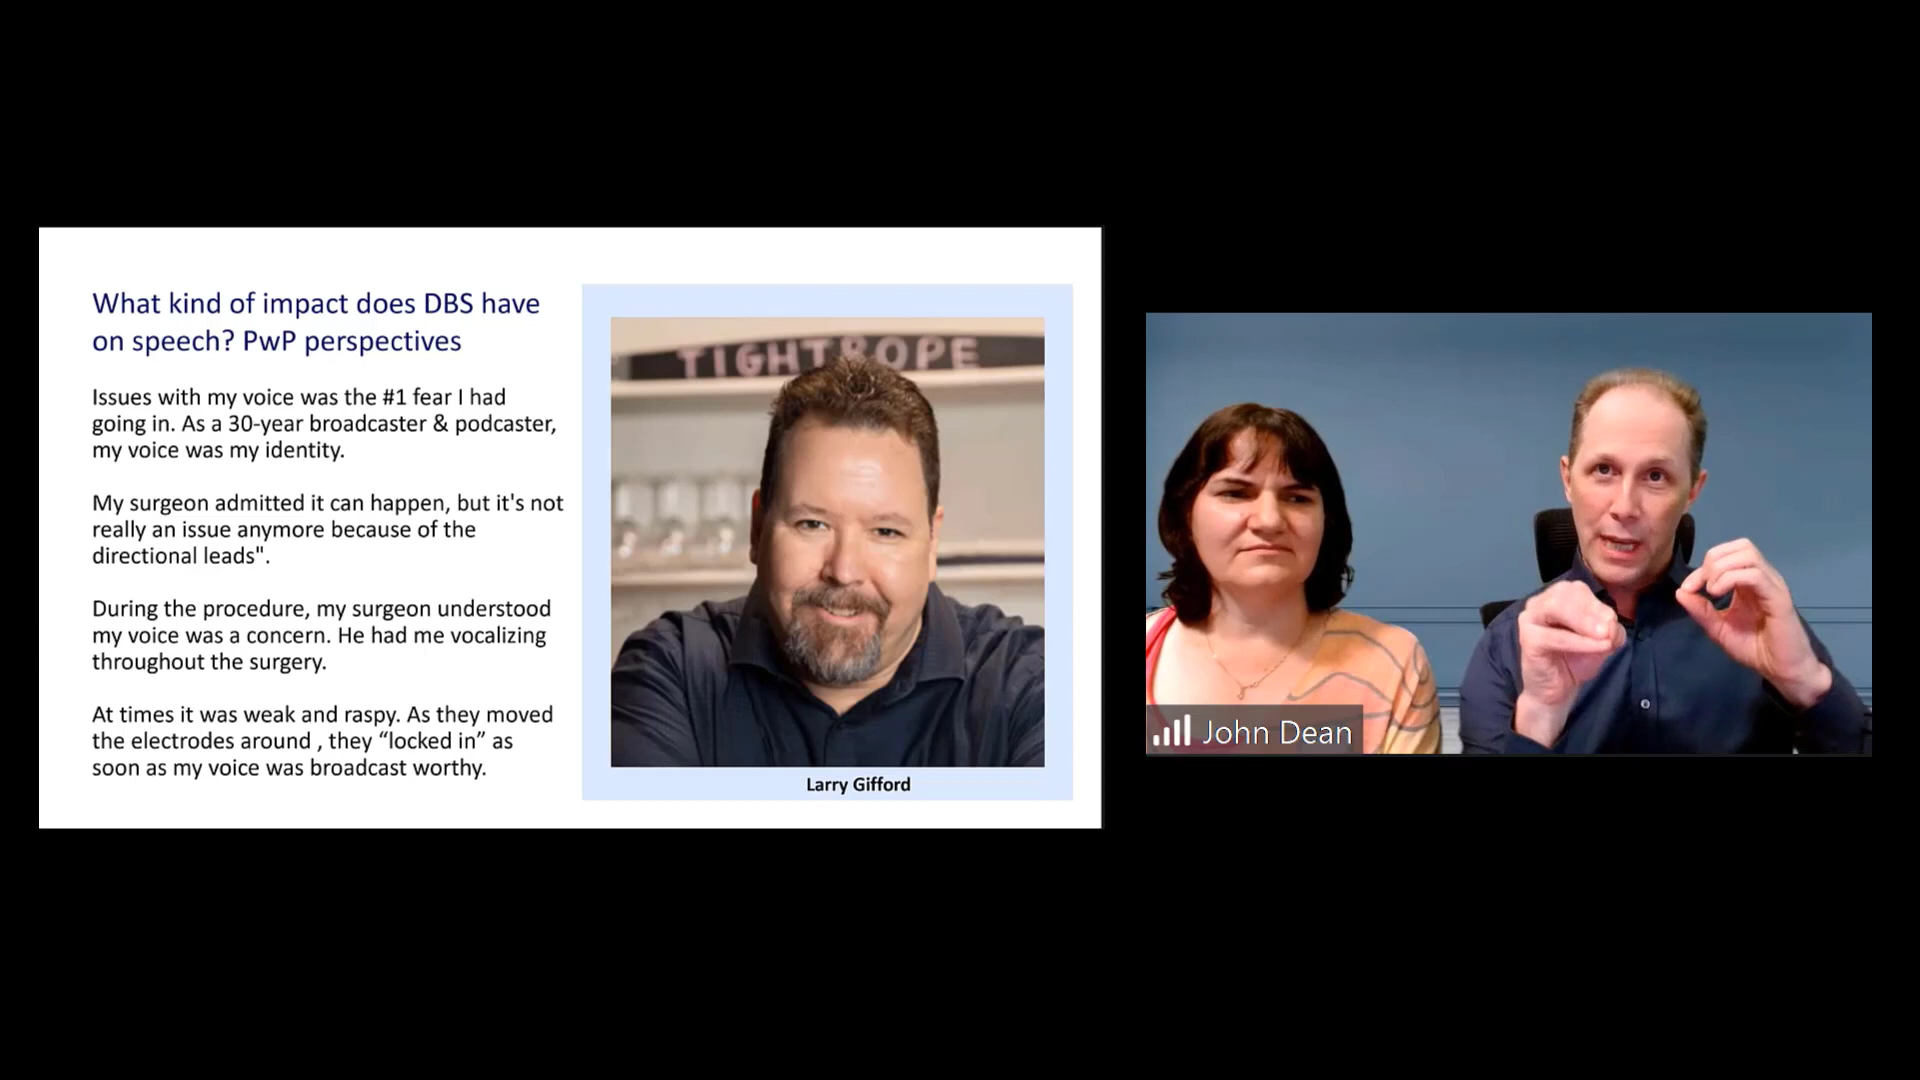 What kind of impact does DBS have
on speech? PwP perspectives
Issues with my voice was the #1 fear I had
going in. As a 30-year broadcaster & podcaster,
my voice was my identity.
My surgeon admitted it can happen, but it's not
really an issue anymore because of the
directional leads".
During the procedure, my surgeon understood
my voice was a concern. He had me vocalizing
throughout the surgery.
At times it was weak and raspy. As they moved
the electrodes around , they “locked in” as
soon as my voice was broadcast worthy.
TIGHTROPE
Larry Gifford
John Dean